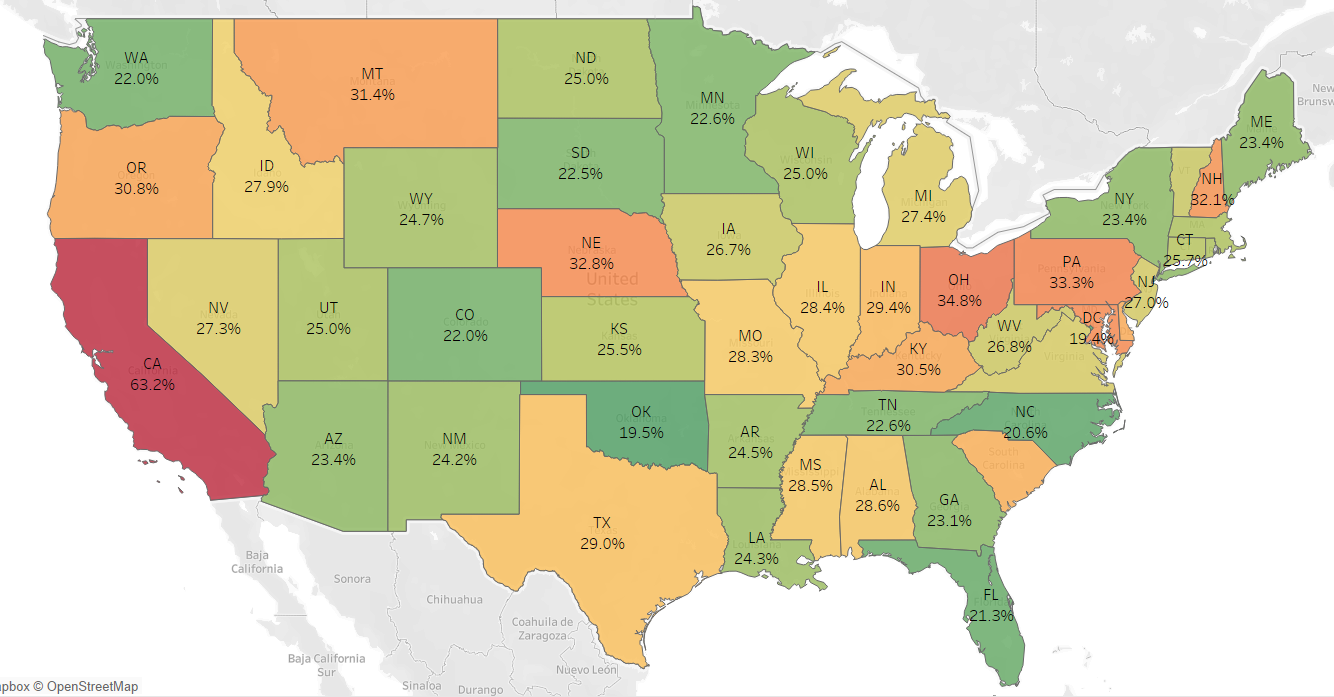 WA
22.0%
MT
31.4%
ND
25.0%
MN
22.6%
ME
23.4%
New
Brunsw
OR
30.8%
ID
27.9%
SD
22.5%
WI
25.0%
MI
27.4%
NY
23.4%
VT
NH
32.1%
WY
24.7%
IA
26.7%
NE
32.8%
United
States
CT
25.7%
PA
33.3%
Pennsylvania
OH
34.8%
NJ
27.0%
NV
27.3%
UT
25.0%
CO
22.0%
KS
25.5%
MO
28.3%
IL
28.4%
IN
29.4%
DC
19.4%
WV
26.8%
Virginia
KY
30.5%
CA
California
63.2%
AZ
23.4%
NM
24.2%
OK
19.5%
AR
24.5%
TN
22.6%
NC
20.6%
South
Carolina
MS
28.5%
AL
28.6%
GA
23.1%
TX
29.0%
LA
24.3%
FL
21.3%
Baja
California
Sonora
Chihuahua
Coahuila de
Zaragoza
Nuevo León
Baja California
Sur
Sinaloa
Durango
apbox © OpenStreetMap